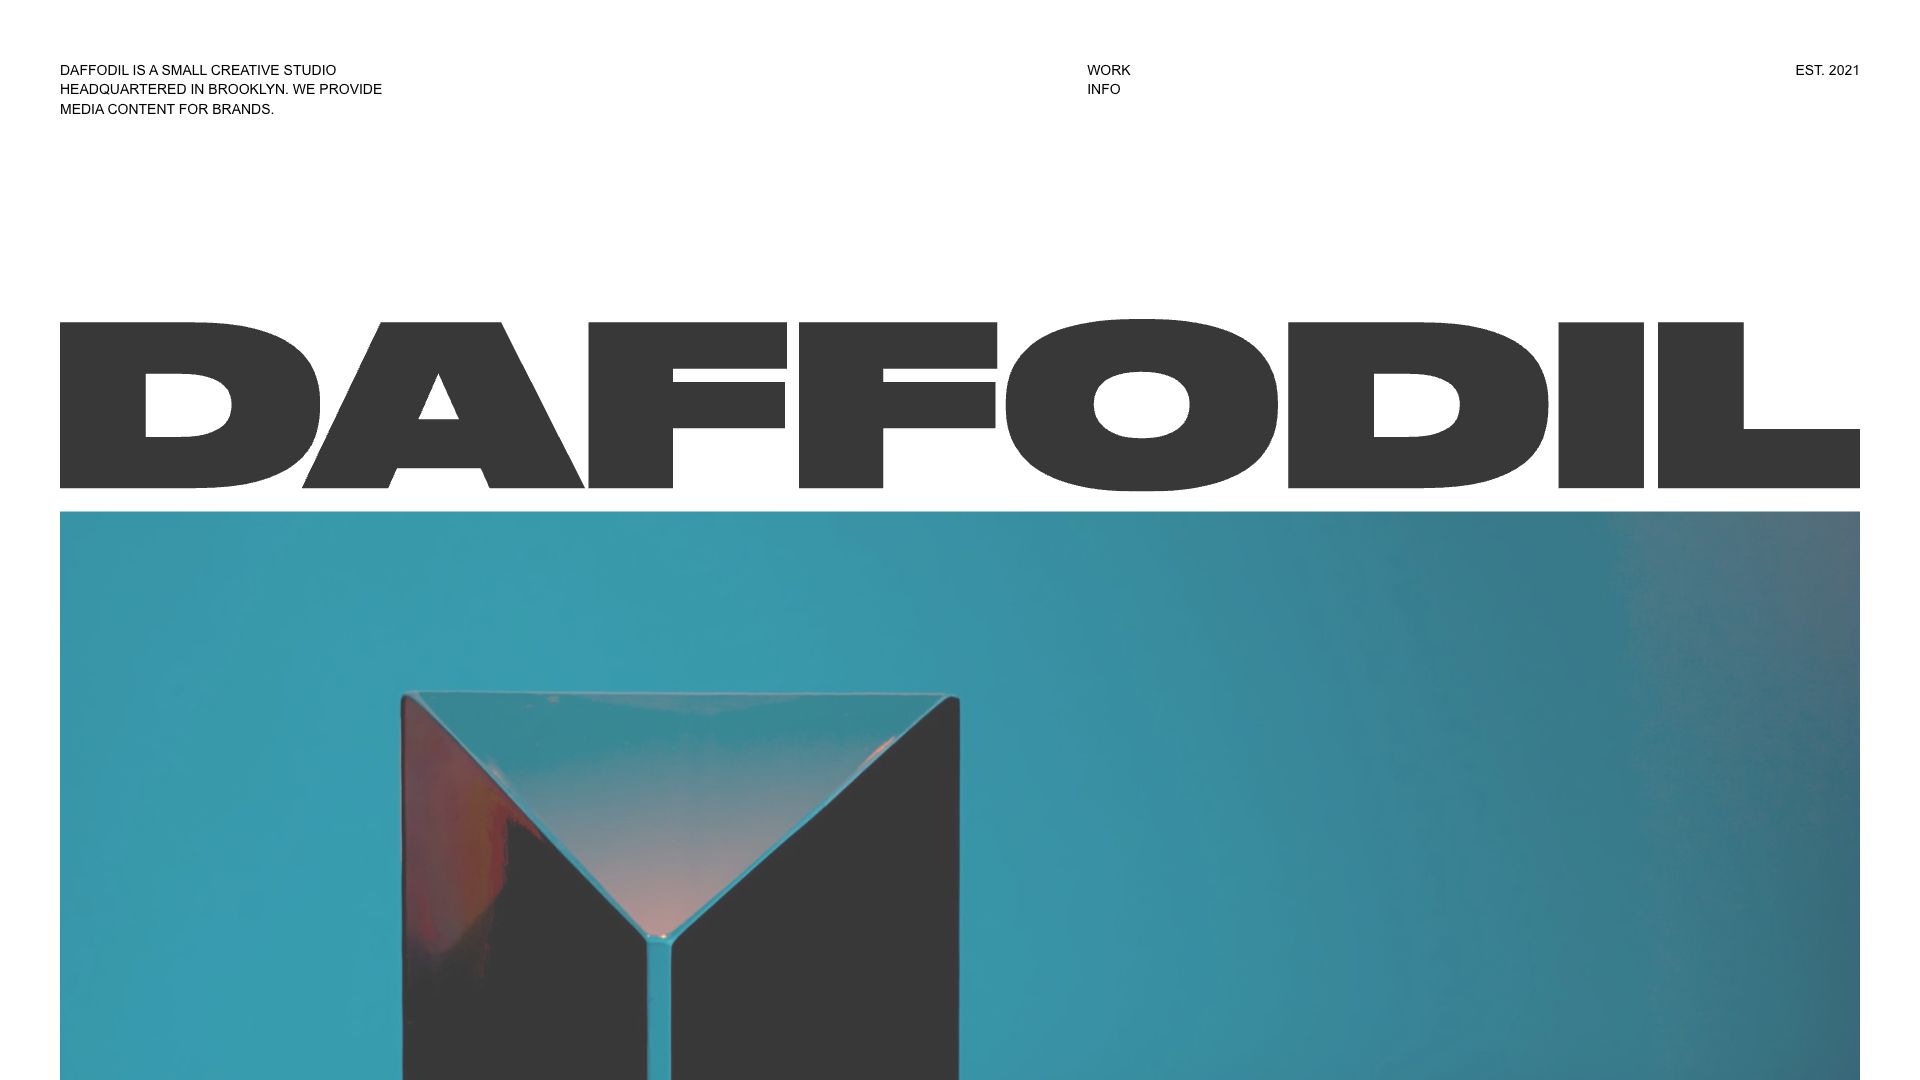 DAFFODIL IS A SMALL CREATIVE STUDIO
HEADQUARTERED IN BROOKLYN. WE PROVIDE
MEDIA CONTENT FOR BRANDS.
WORK
INFO
EST. 2021
DAFFODIL